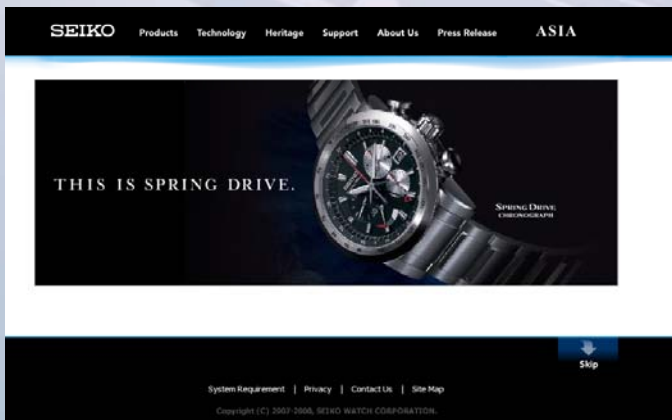 SEIKO Products Technology Heritage Support About Us Press Release ASIA
THIS IS SPRING DRIVE.
SPRING DRIVE
CHRONOGRAPH
Skip
System Requirement | Privacy | Contact Us | Site Map
Copyright (C) 2007-2008, SEIKO WATCH CORPORATION.